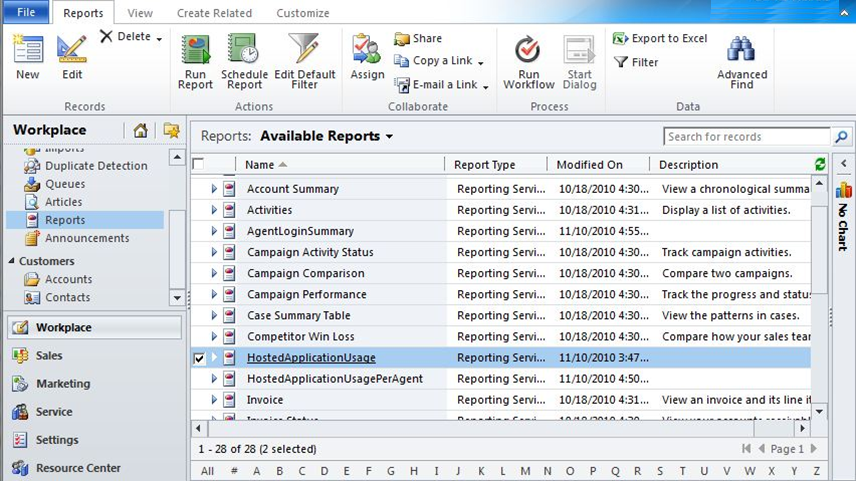 File Reports View Create Related Customize
New
Edit
Delete
Run Report
Schedule Report
Edit Default Filter
Assign
Share
Copy a Link
E-mail a Link
Run Workflow
Start Dialog
Export to Excel
Filter
Advanced Find
Records Actions Collaborate Process Data
Workplace
Imports
Duplicate Detection
Queues
Articles
Reports
Announcements
Customers
Accounts
Contacts
Workplace
Sales
Marketing
Service
Settings
Resource Center
Reports: Available Reports
Search for records
Name Report Type Modified On Description
Account Summary Reporting Servi... 10/18/2010 4:30... View a chronological summa
Activities Reporting Servi... 10/18/2010 4:31... Display a list of activities.
AgentLoginSummary Reporting Servi... 11/10/2010 4:55...
Campaign Activity Status Reporting Servi... 10/18/2010 4:30... Track campaign activities.
Campaign Comparison Reporting Servi... 10/18/2010 4:30... Compare two campaigns.
Campaign Performance Reporting Servi... 10/18/2010 4:30... Track the progress and status
Case Summary Table Reporting Servi... 10/18/2010 4:30... View the patterns in cases.
Competitor Win Loss Reporting Servi... 10/18/2010 4:30... Compare how your sales tean
HostedApplicationUsage Reporting Servi... 11/10/2010 3:47...
HostedApplicationUsagePerAgent Reporting Servi... 11/10/2010 4:50...
Invoice Reporting Servi... 10/18/2010 4:31... View an invoice and its line it
Invoice Status
1 - 28 of 28 (2 selected) Page 1
All # A B C D E F G H I J K L M N O P Q R S T U V W X Y Z
No Chart